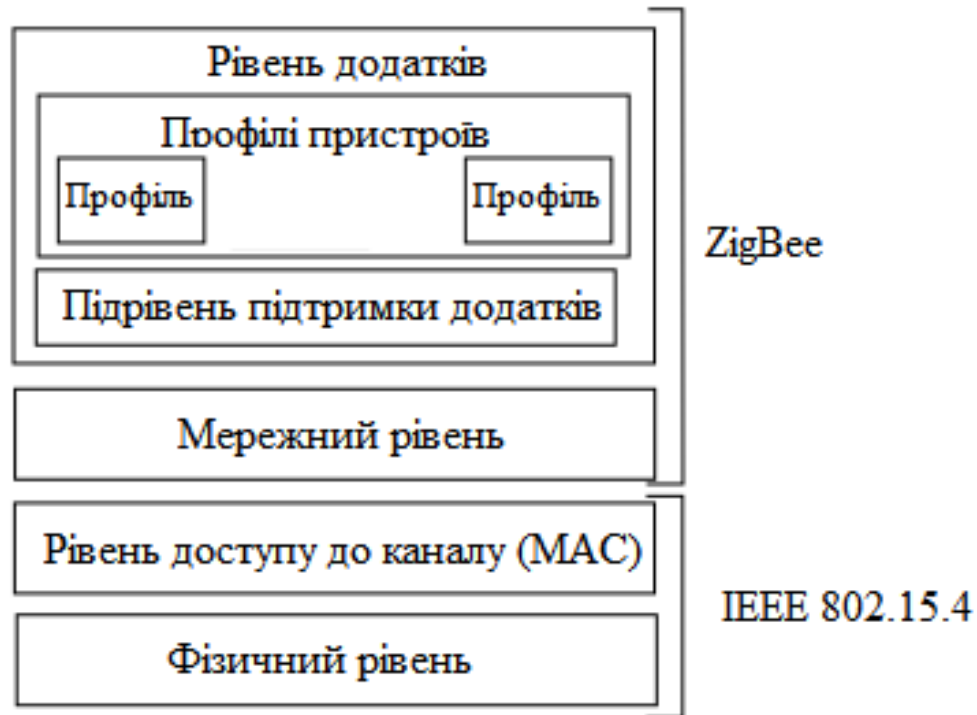 Рівень додатків
Профілі пристроїв
Профіль
Профіль
ZigBee
Підрівень підтримки додатків
Мережний рівень
Рівень доступу до каналу (MAC)
IEEE 802.15.4
Фізичний рівень